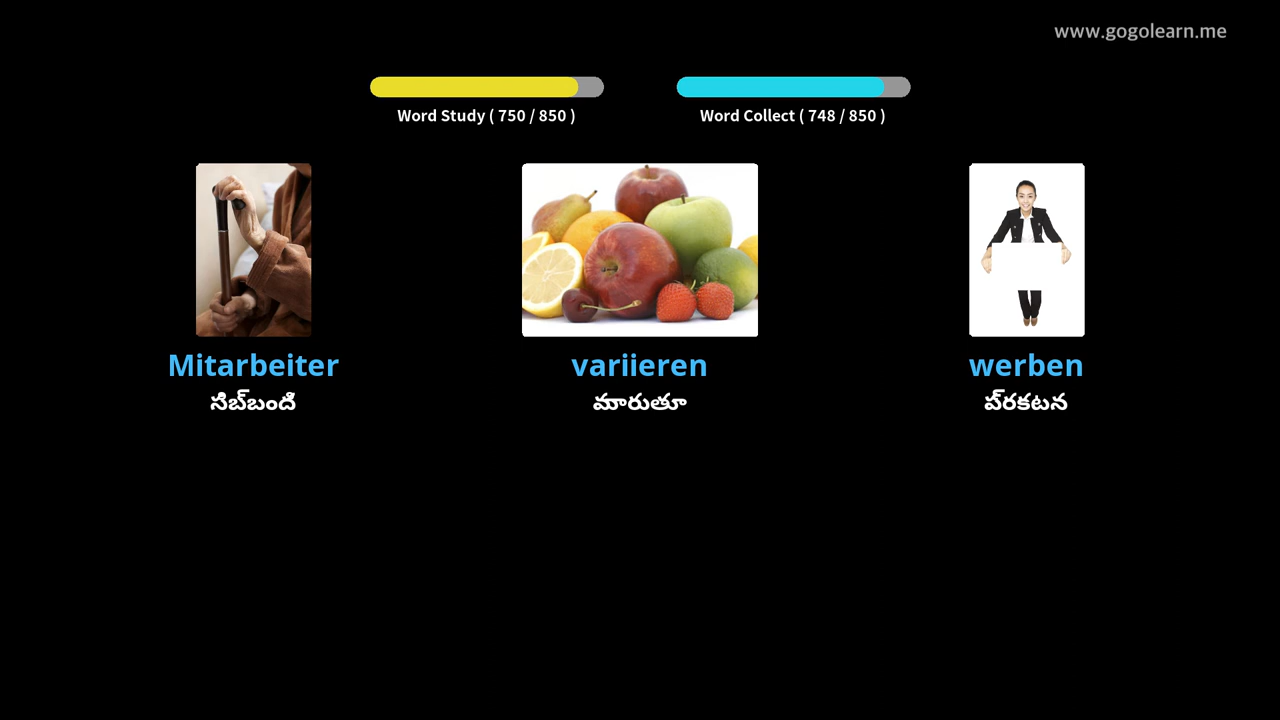 www.gogolearn.me
Word Study ( 750 / 850 )
Word Collect ( 748 / 850 )
Mitarbeiter
variieren
werben
సిబ్బంది
మారుతూ
ప్రకటన